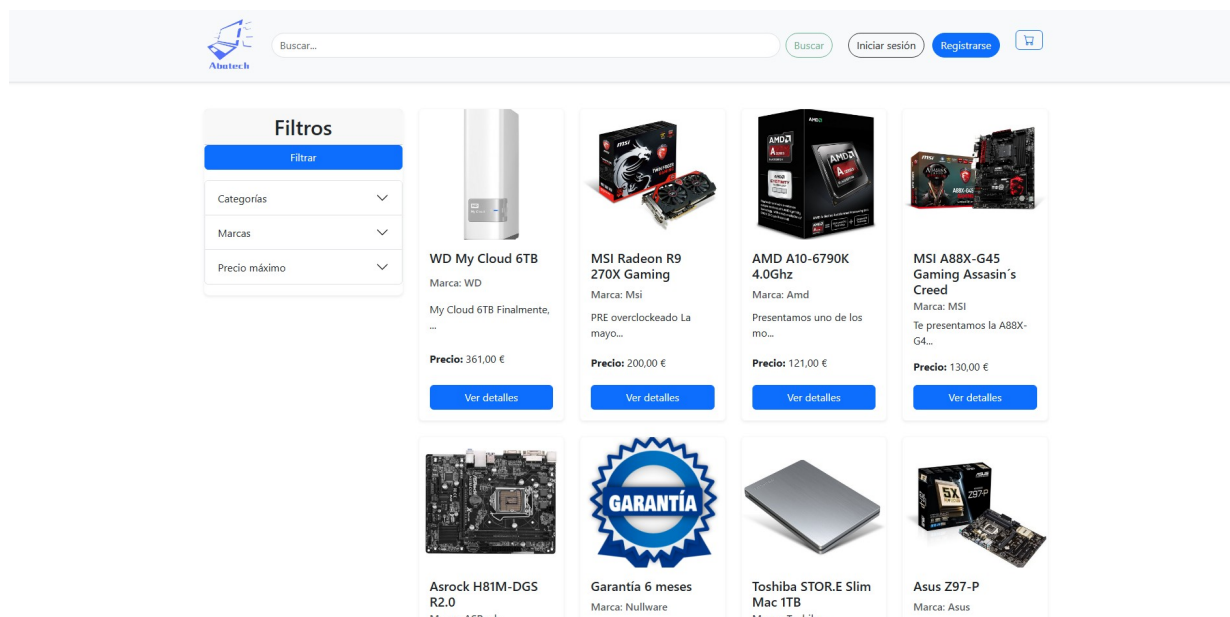 Abatech
Buscar...
Buscar
Iniciar sesión
Registrarse
Filtros
Filtrar
Categorías
Marcas
Precio máximo
WD My Cloud 6TB
Marca: WD
My Cloud 6TB Finalmente,
...
Precio: 361,00 €
Ver detalles
MSI Radeon R9
270X Gaming
Marca: Msi
PRE overclockeado La
mayo...
Precio: 200,00 €
Ver detalles
AMD
AMD
AMD A10-6790K
4.0Ghz
Marca: Amd
Presentamos uno de los
mo...
Precio: 121,00 €
Ver detalles
msi
MSI A88X-G45
Gaming Assasin´s
Creed
Marca: MSI
Te presentamos la A88X-
G4...
Precio: 130,00 €
Ver detalles
Asrock H81M-DGS
R2.0
GARANTÍA
Garantía 6 meses
Marca: Nullware
Toshiba STOR.E Slim
Mac 1TB
5X
Z97-P
Asus Z97-P
Marca: Asus